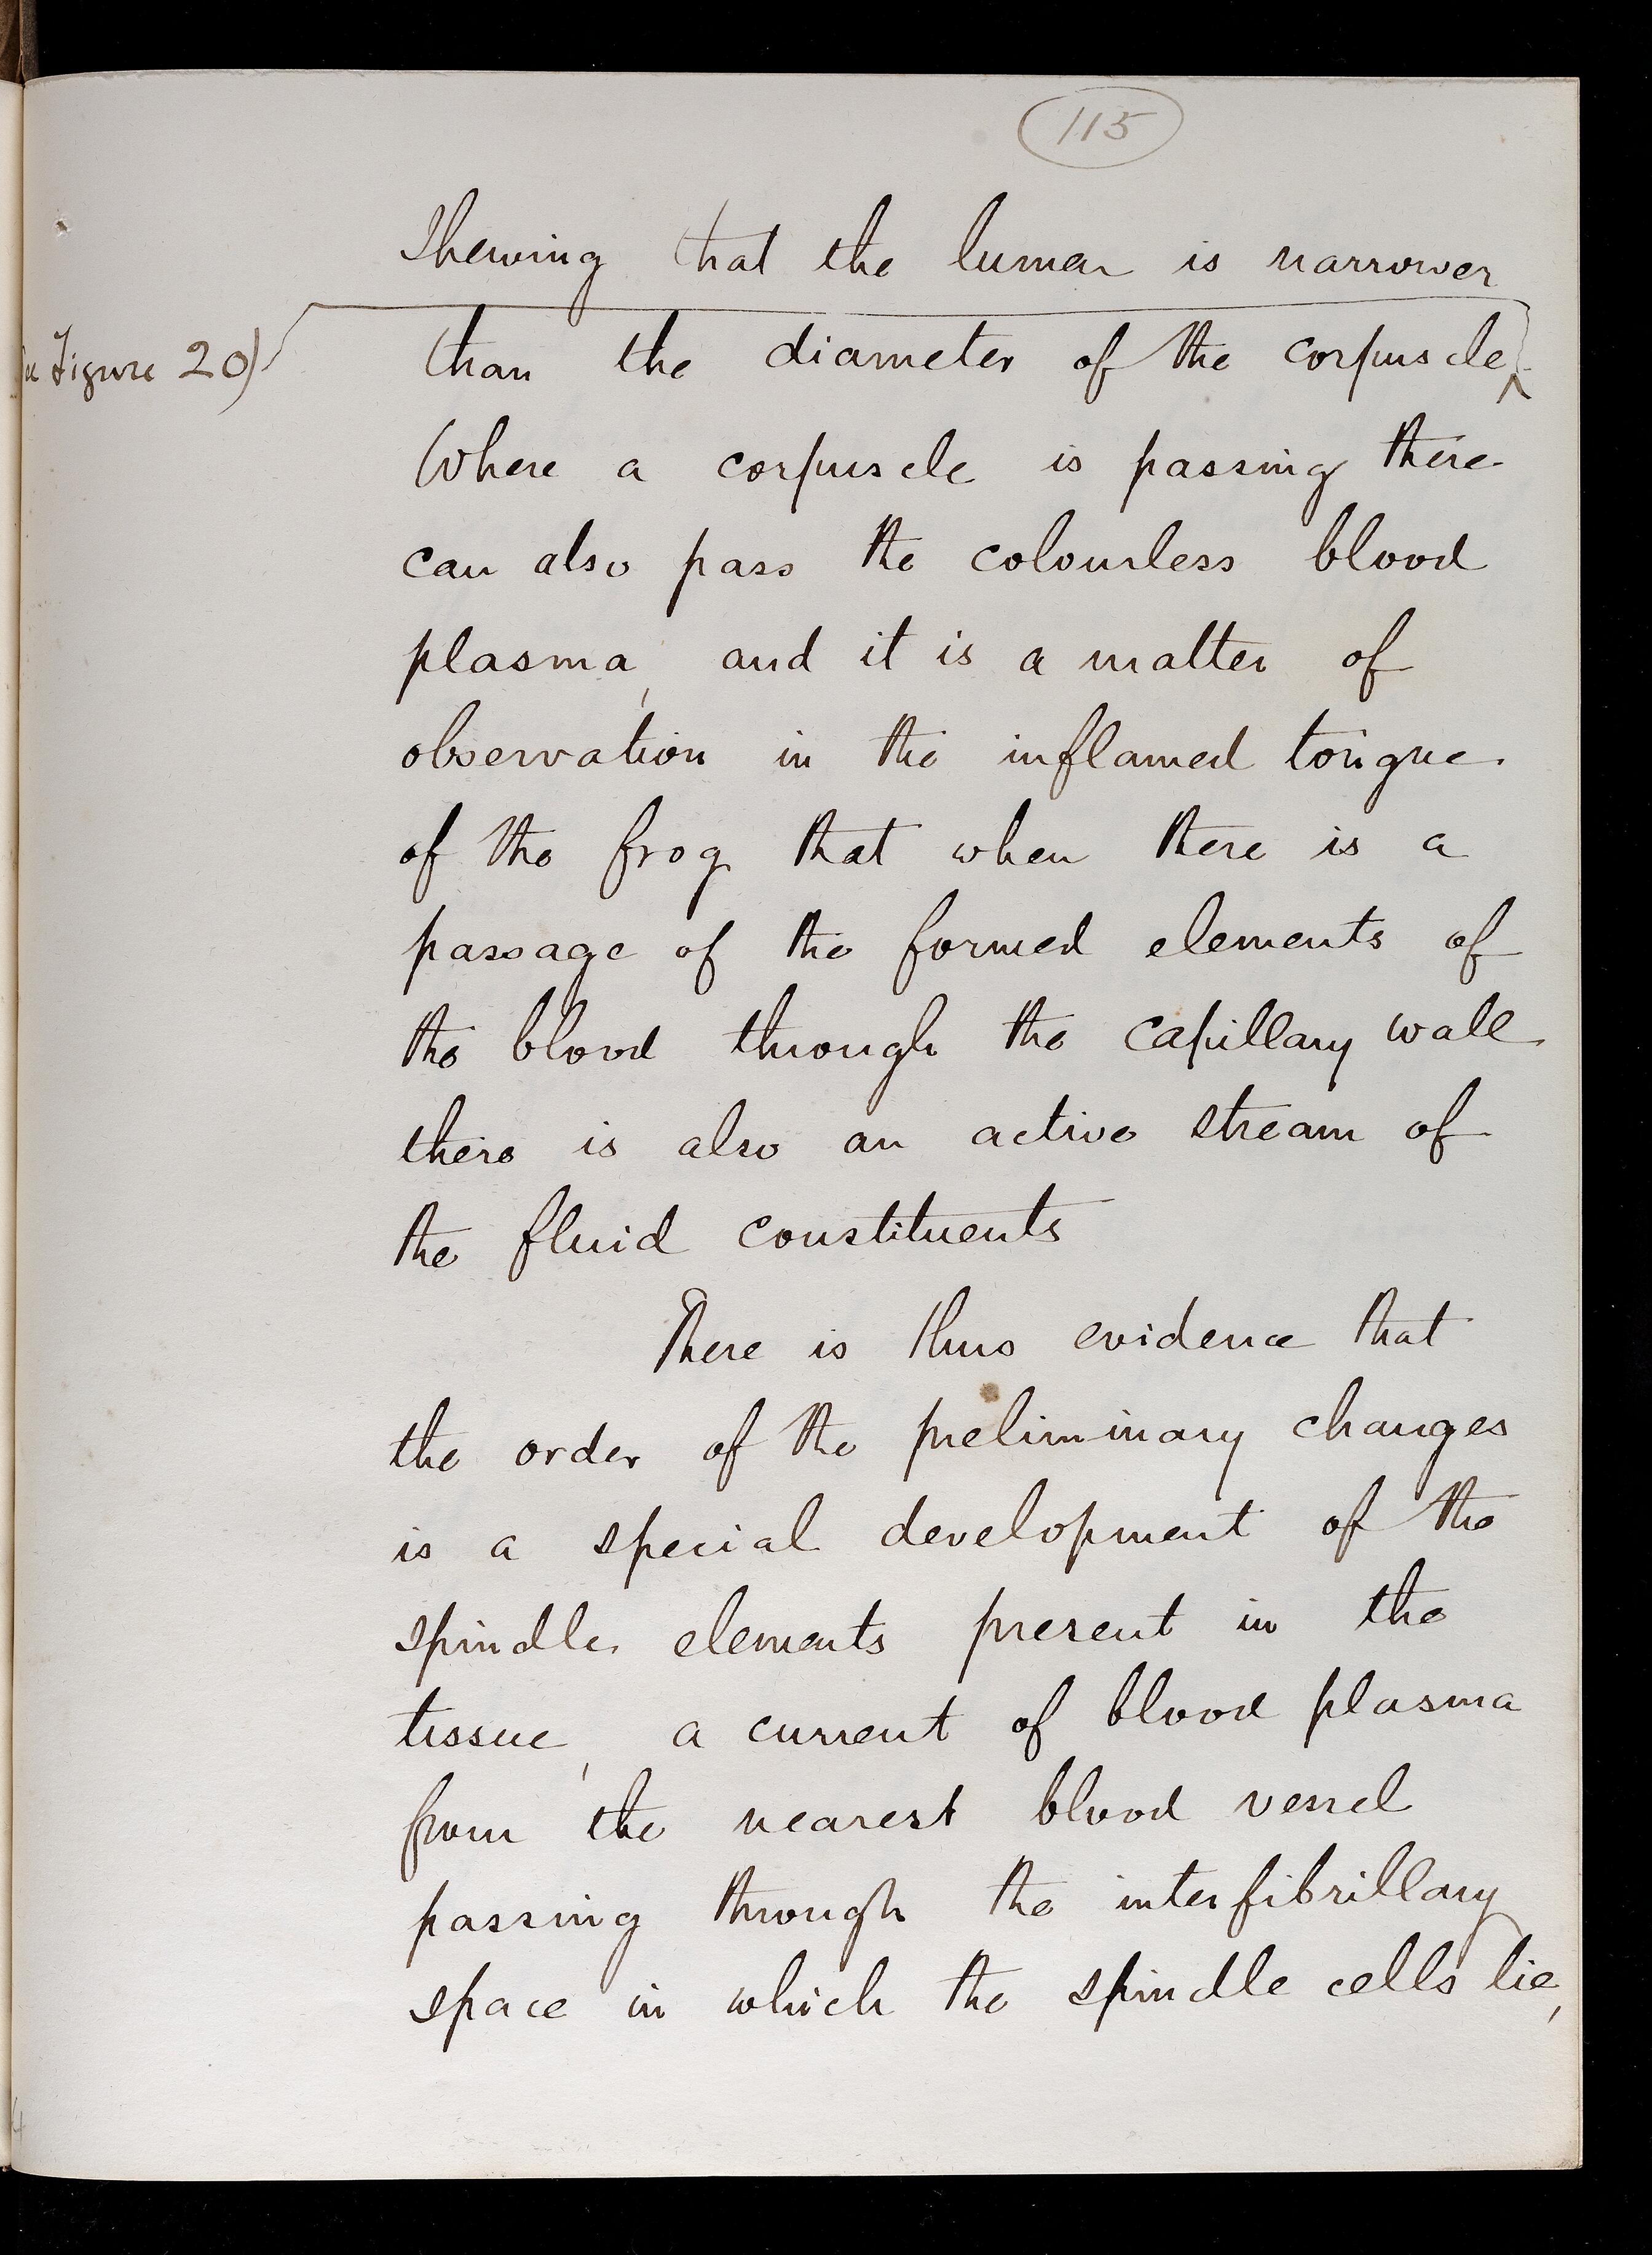 115
Shewing that the lumen is narrower
Figure 20)
than the diameter of the corpuscle
Where a corpuscle is passing there
can also pass the colourless blood
plasma, and it is a matter of
observation in the inflamed tongue
of the frog that when there is a
passage of the formed elements of
the blood through the capillary wall
there is also an active stream of
the fluid constituents
There is thus evidence that
the order of the preliminary changes
is a special development of the
spindle elements present in the
tissue, a current of blood plasma
from the nearest blood vessel
passing through the interfibrillary
space in which the spindle cells lie,